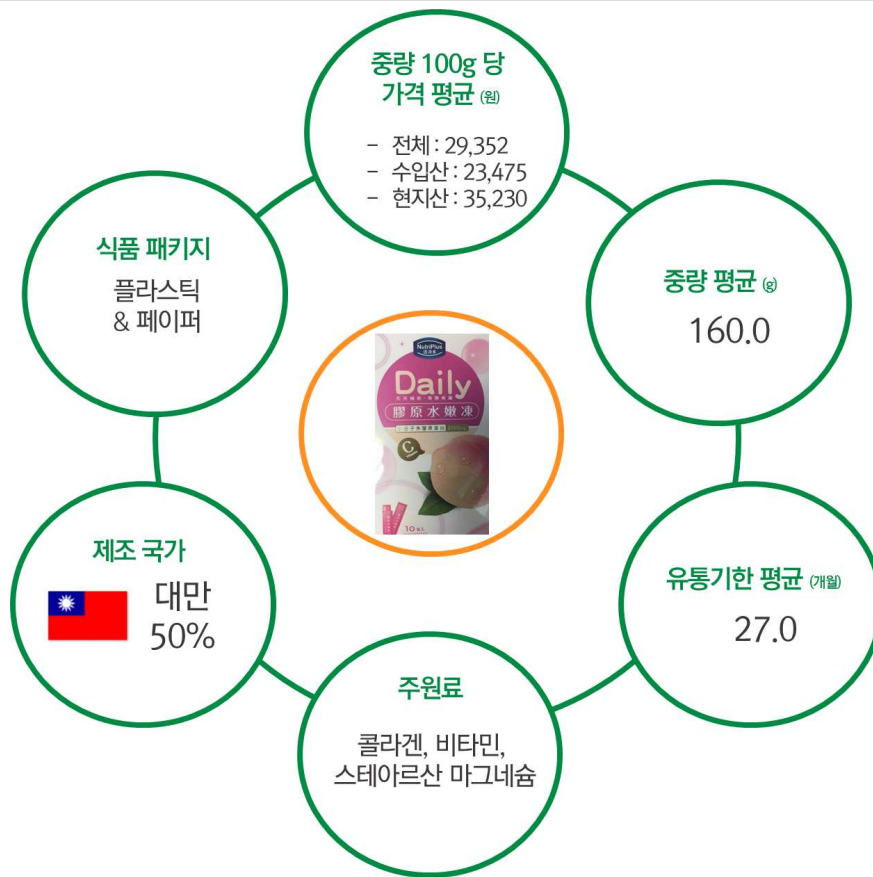 중량 100g 당
가격 평균 (원)
- 전체 : 29,352
- 수입산 : 23,475
- 현지산 : 35,230
식품 패키지
플라스틱
& 페이퍼
중량 평균 (g)
160.0
NutriPlus
Daily
膠原水嫩凍
C
10
제조 국가
대만
50%
유통기한 평균 (개월)
27.0
주원료
콜라겐, 비타민,
스테아르산 마그네슘